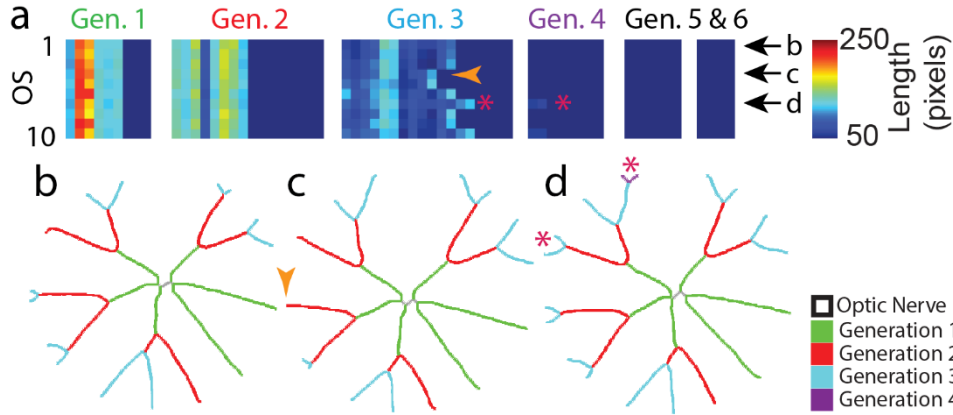 a
Gen. 1 Gen. 2 Gen. 3 Gen. 4 Gen. 5 & 6
1
OS
10
*
*
b
c
d
250
50
Length
(pixels)
b
c
d
*
*
Optic Nerve
Generation 1
Generation 2
Generation 3
Generation 4